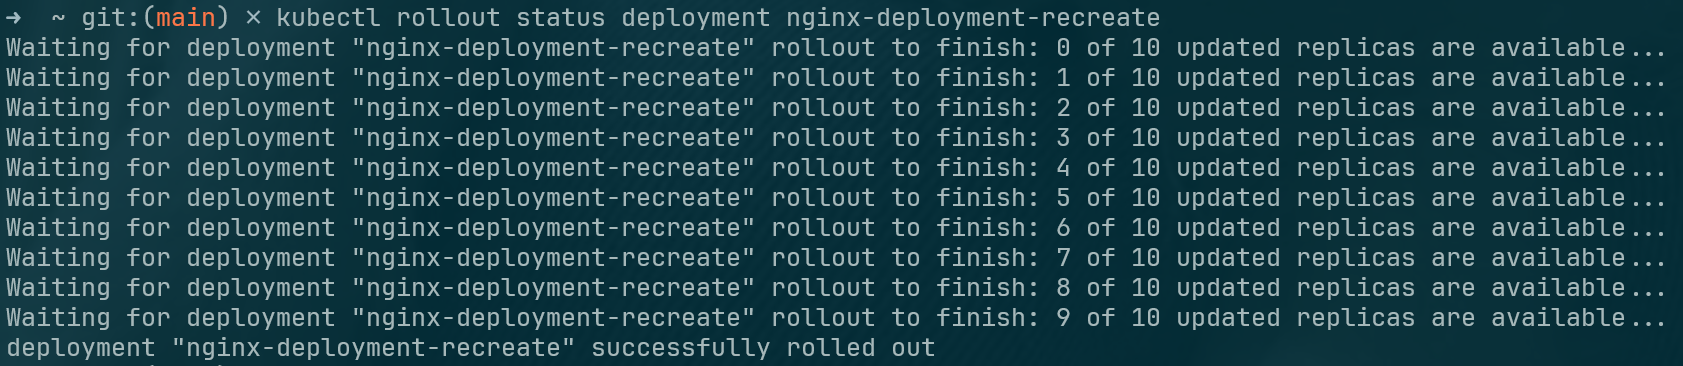 ➜  ~ git:(main) ✗ kubectl rollout status deployment nginx-deployment-recreate
Waiting for deployment "nginx-deployment-recreate" rollout to finish: 0 of 10 updated replicas are available...
Waiting for deployment "nginx-deployment-recreate" rollout to finish: 1 of 10 updated replicas are available...
Waiting for deployment "nginx-deployment-recreate" rollout to finish: 2 of 10 updated replicas are available...
Waiting for deployment "nginx-deployment-recreate" rollout to finish: 3 of 10 updated replicas are available...
Waiting for deployment "nginx-deployment-recreate" rollout to finish: 4 of 10 updated replicas are available...
Waiting for deployment "nginx-deployment-recreate" rollout to finish: 5 of 10 updated replicas are available...
Waiting for deployment "nginx-deployment-recreate" rollout to finish: 6 of 10 updated replicas are available...
Waiting for deployment "nginx-deployment-recreate" rollout to finish: 7 of 10 updated replicas are available...
Waiting for deployment "nginx-deployment-recreate" rollout to finish: 8 of 10 updated replicas are available...
Waiting for deployment "nginx-deployment-recreate" rollout to finish: 9 of 10 updated replicas are available...
deployment "nginx-deployment-recreate" successfully rolled out